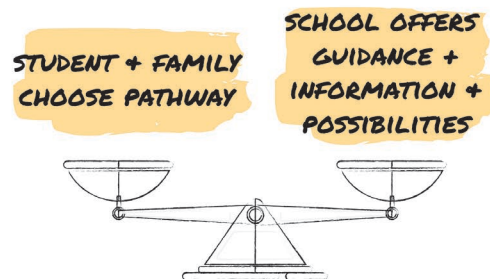 STUDENT + FAMILY
CHOOSE PATHWAY
SCHOOL OFFERS
GUIDANCE +
INFORMATION +
POSSIBILITIES